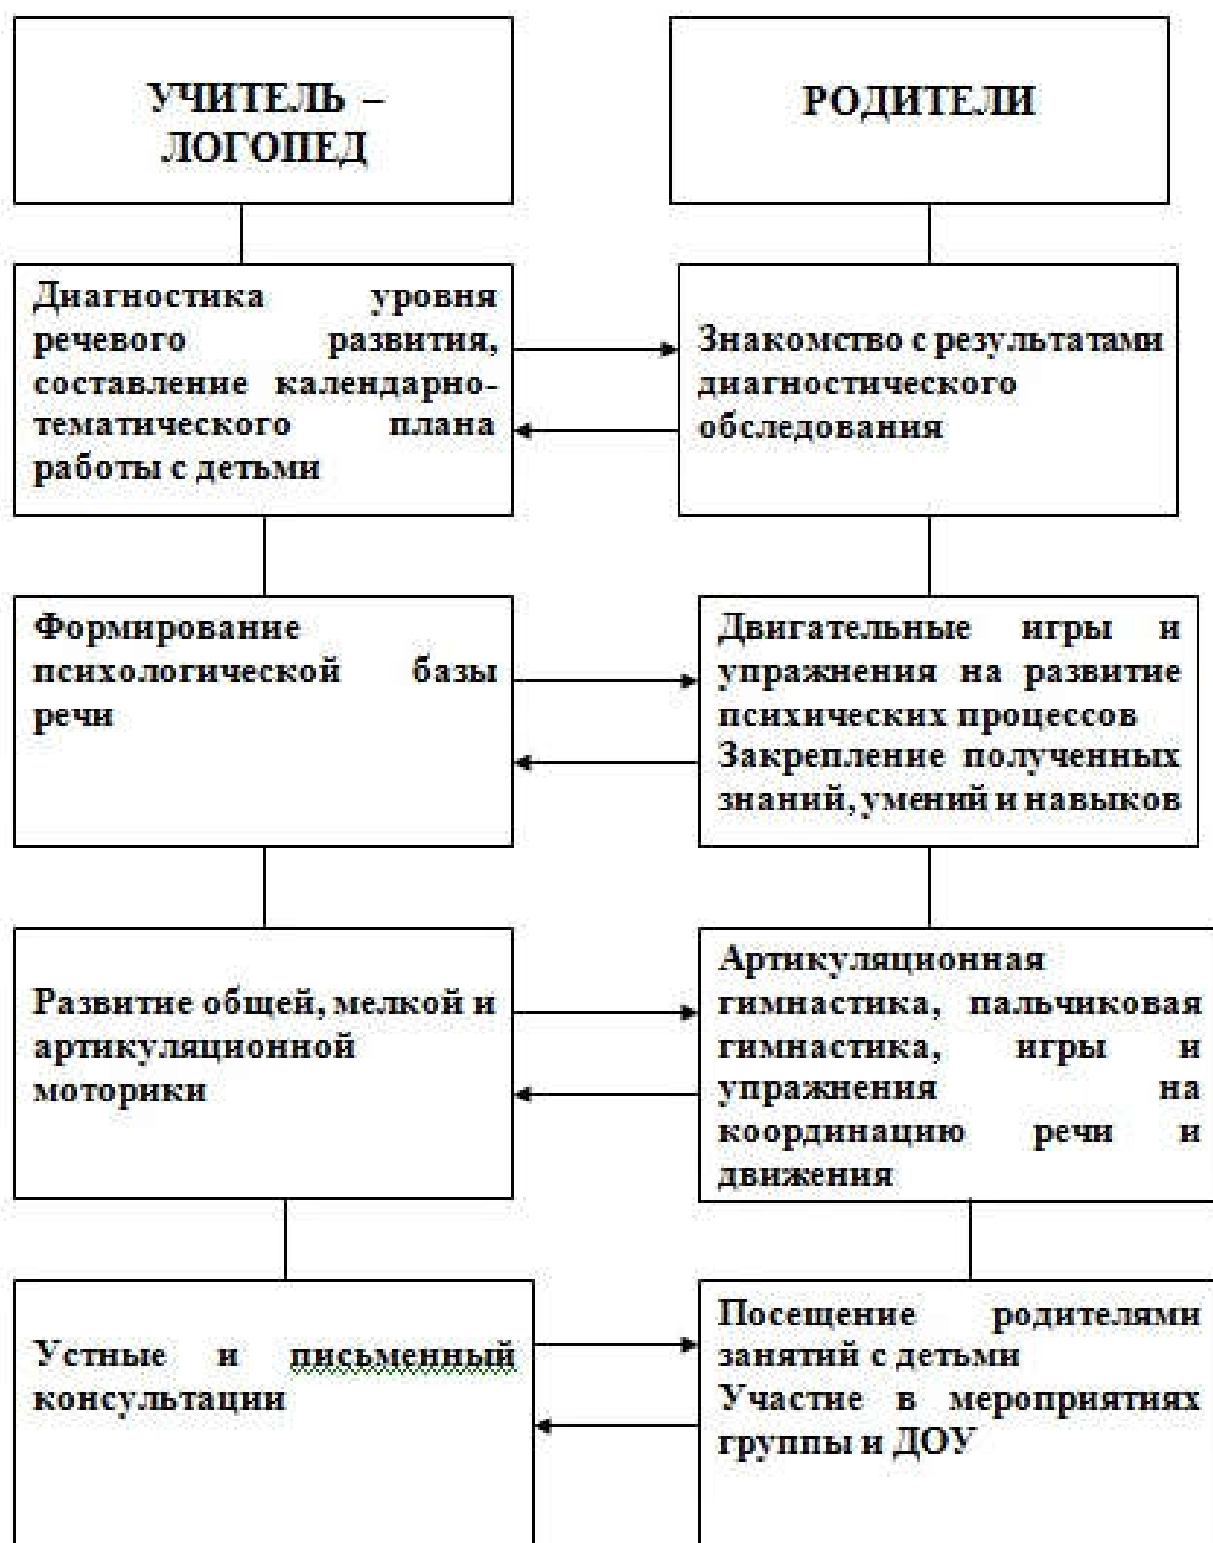 УЧИТЕЛЬ –
ЛОГОПЕД
РОДИТЕЛИ
Диагностика уровня
речевого развития,
составление календарно-
тематического плана
работы с детьми
Знакомство с результатами
диагностического
обследования
Формирование
психологической базы
речи
Двигательные игры и
упражнения на развитие
психических процессов
Закрепление полученных
знаний, умений и навыков
Развитие общей, мелкой и
артикуляционной
моторики
Артикуляционная
гимнастика, пальчиковая
гимнастика, игры и
упражнения на
координацию речи и
движения
Устные и письменный
консультации
Посещение родителями
занятий с детьми
Участие в мероприятиях
группы и ДОУ